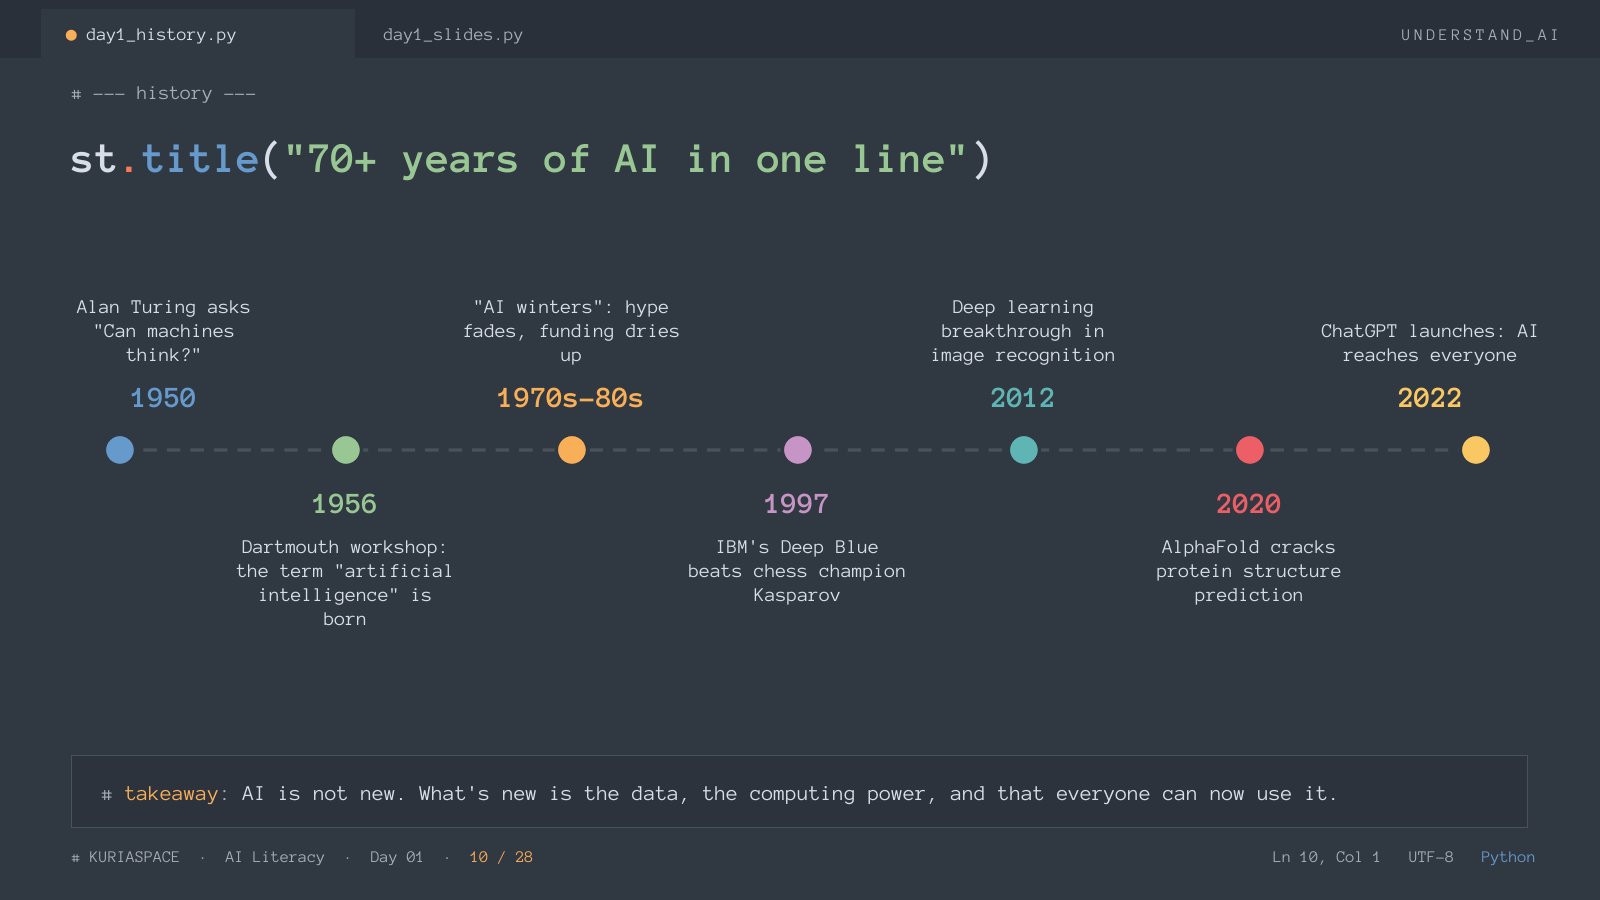 day1_history.py
day1_slides.py
UNDERSTAND_AI
# --- history ---
st.title("70+ years of AI in one line")
Alan Turing asks
"Can machines
think?"
1950
1956
Dartmouth workshop:
the term "artificial
intelligence" is
born
"AI winters": hype
fades, funding dries
up
1970s-80s
1997
IBM's Deep Blue
beats chess champion
Kasparov
Deep learning
breakthrough in
image recognition
2012
2020
AlphaFold cracks
protein structure
prediction
ChatGPT launches: AI
reaches everyone
2022
# takeaway: AI is not new. What's new is the data, the computing power, and that everyone can now use it.
# KURIASPACE · AI Literacy · Day 01 · 10 / 28
Ln 10, Col 1 UTF-8 Python